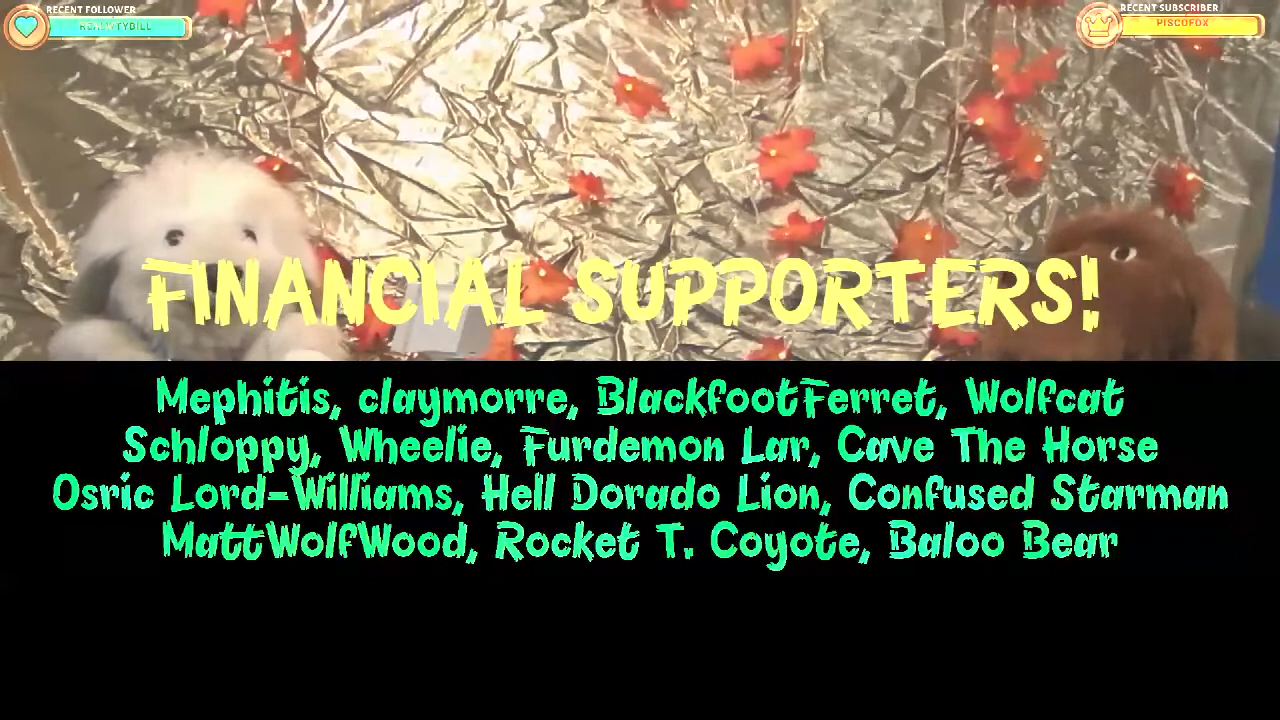 RECENT FOLLOWER
RECENT SUBSCRIBER
PISCOFOX
FINANCIAL SUPPORTERS!
Mephitis, claymorre, BlackfootFerret, Wolfcat
Schloppy, Wheelie, Furdemon Lar, Cave The Horse
Osric Lord-Williams, Hell Dorado Lion, Confused Starman
MattWolfWood, Rocket T. Coyote, Baloo Bear